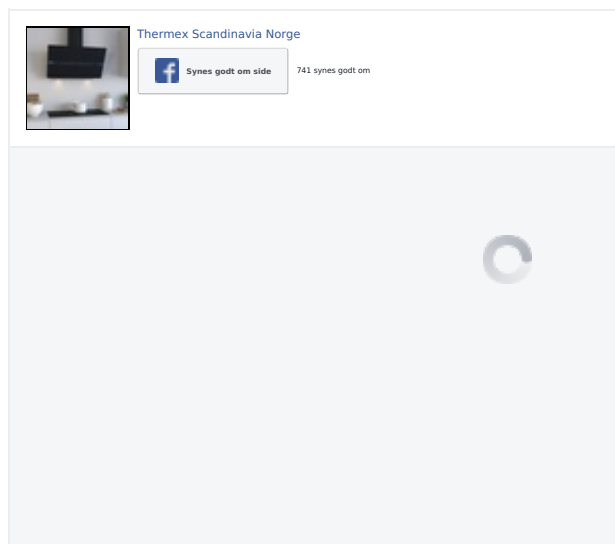 Thermex Scandinavia Norge
Synes godt om side
741 synes godt om